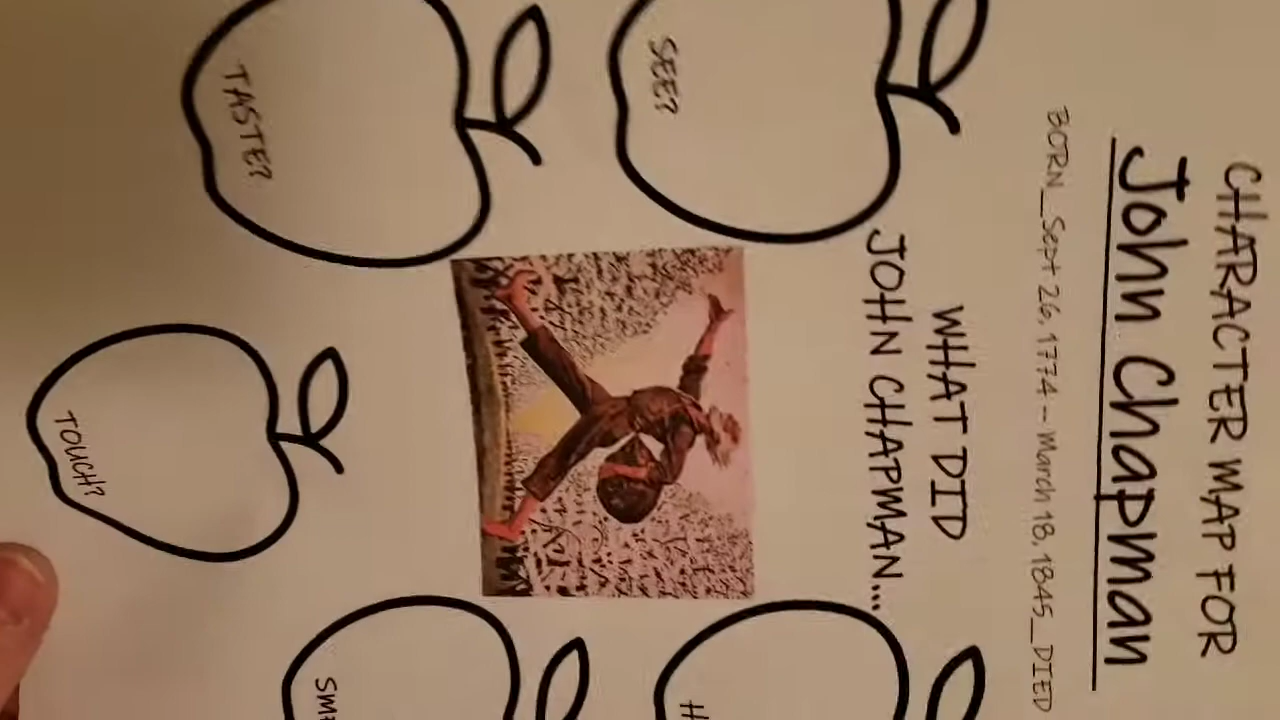 CHARACTER MAP FOR
John Chapman
BORN_Sept 26, 1774 - March 18, 1845_DIED
WHAT DID
JOHN CHAPMAN...
SEE?
TASTE?
TOUCH?